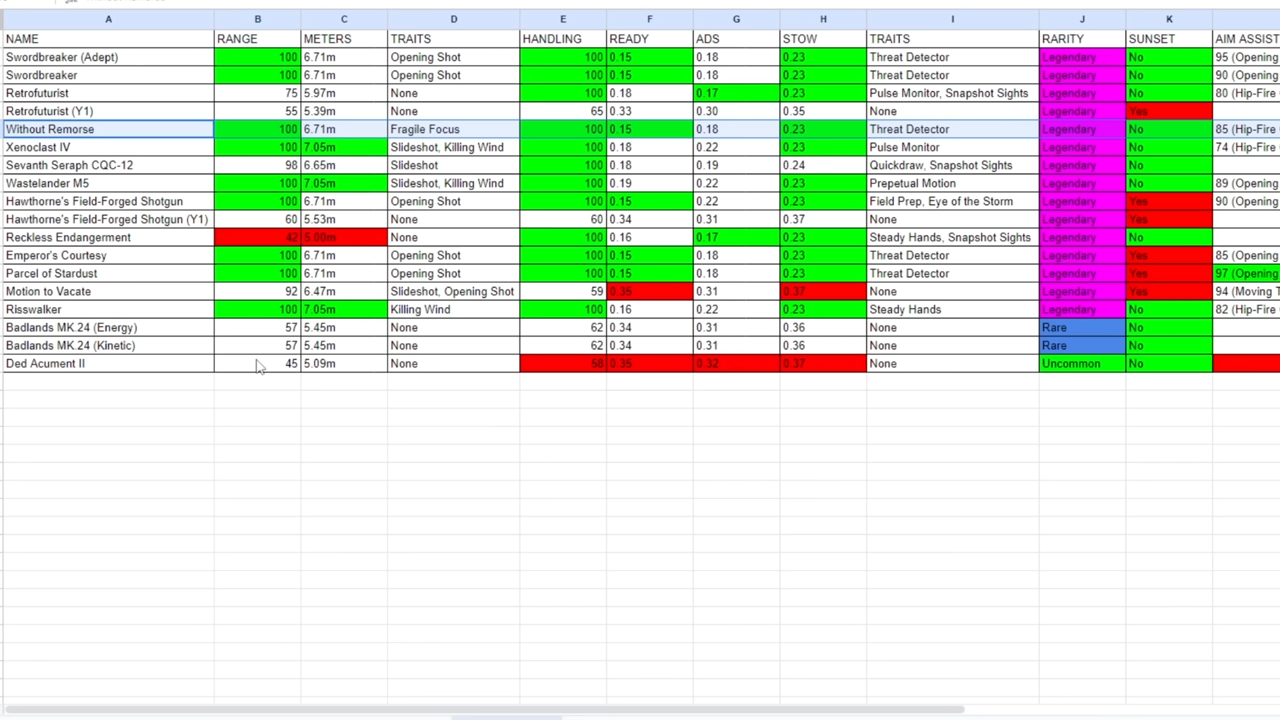 A B C D E F G H I J K
NAME RANGE METERS TRAITS HANDLING READY ADS STOW TRAITS RARITY SUNSET AIM ASSIST
Swordbreaker (Adept) 100 6.71m Opening Shot 100 0.15 0.18 0.23 Threat Detector Legendary No 95 (Opening
Swordbreaker 100 6.71m Opening Shot 100 0.15 0.18 0.23 Threat Detector Legendary No 90 (Opening
Retrofuturist 75 5.97m None 100 0.18 0.17 0.23 Pulse Monitor, Snapshot Sights Legendary No 80 (Hip-Fire
Retrofuturist (Y1) 55 5.39m None 65 0.33 0.30 0.35 None Legendary Yes
Without Remorse 100 6.71m Fragile Focus 100 0.15 0.18 0.23 Threat Detector Legendary No 85 (Hip-Fire
Xenoclast IV 100 7.05m Slideshot, Killing Wind 100 0.18 0.22 0.23 Pulse Monitor Legendary No 74 (Hip-Fire
Sevanth Seraph CQC-12 98 6.65m Slideshot 100 0.18 0.19 0.24 Quickdraw, Snapshot Sights Legendary No
Wastelander M5 100 7.05m Slideshot, Killing Wind 100 0.19 0.22 0.23 Prepetual Motion Legendary No 89 (Opening
Hawthorne's Field-Forged Shotgun 100 6.71m Opening Shot 100 0.15 0.22 0.23 Field Prep, Eye of the Storm Legendary Yes 90 (Opening
Hawthorne's Field-Forged Shotgun (Y1) 60 5.53m None 60 0.34 0.31 0.37 None Legendary Yes
Reckless Endangerment 42 5.00m None 100 0.16 0.17 0.23 Steady Hands, Snapshot Sights Legendary No
Emperor's Courtesy 100 6.71m Opening Shot 100 0.15 0.18 0.23 Threat Detector Legendary Yes 85 (Opening
Parcel of Stardust 100 6.71m Opening Shot 100 0.15 0.18 0.23 Threat Detector Legendary Yes 97 (Opening
Motion to Vacate 92 6.47m Slideshot, Opening Shot 59 0.35 0.31 0.37 None Legendary Yes 94 (Moving T
Risswalker 100 7.05m Killing Wind 100 0.16 0.22 0.23 Steady Hands Legendary No 82 (Hip-Fire
Badlands MK.24 (Energy) 57 5.45m None 62 0.34 0.31 0.36 None Rare No
Badlands MK.24 (Kinetic) 57 5.45m None 62 0.34 0.31 0.36 None Rare No
Ded Acument II 45 5.09m None 58 0.35 0.32 0.37 None Uncommon No